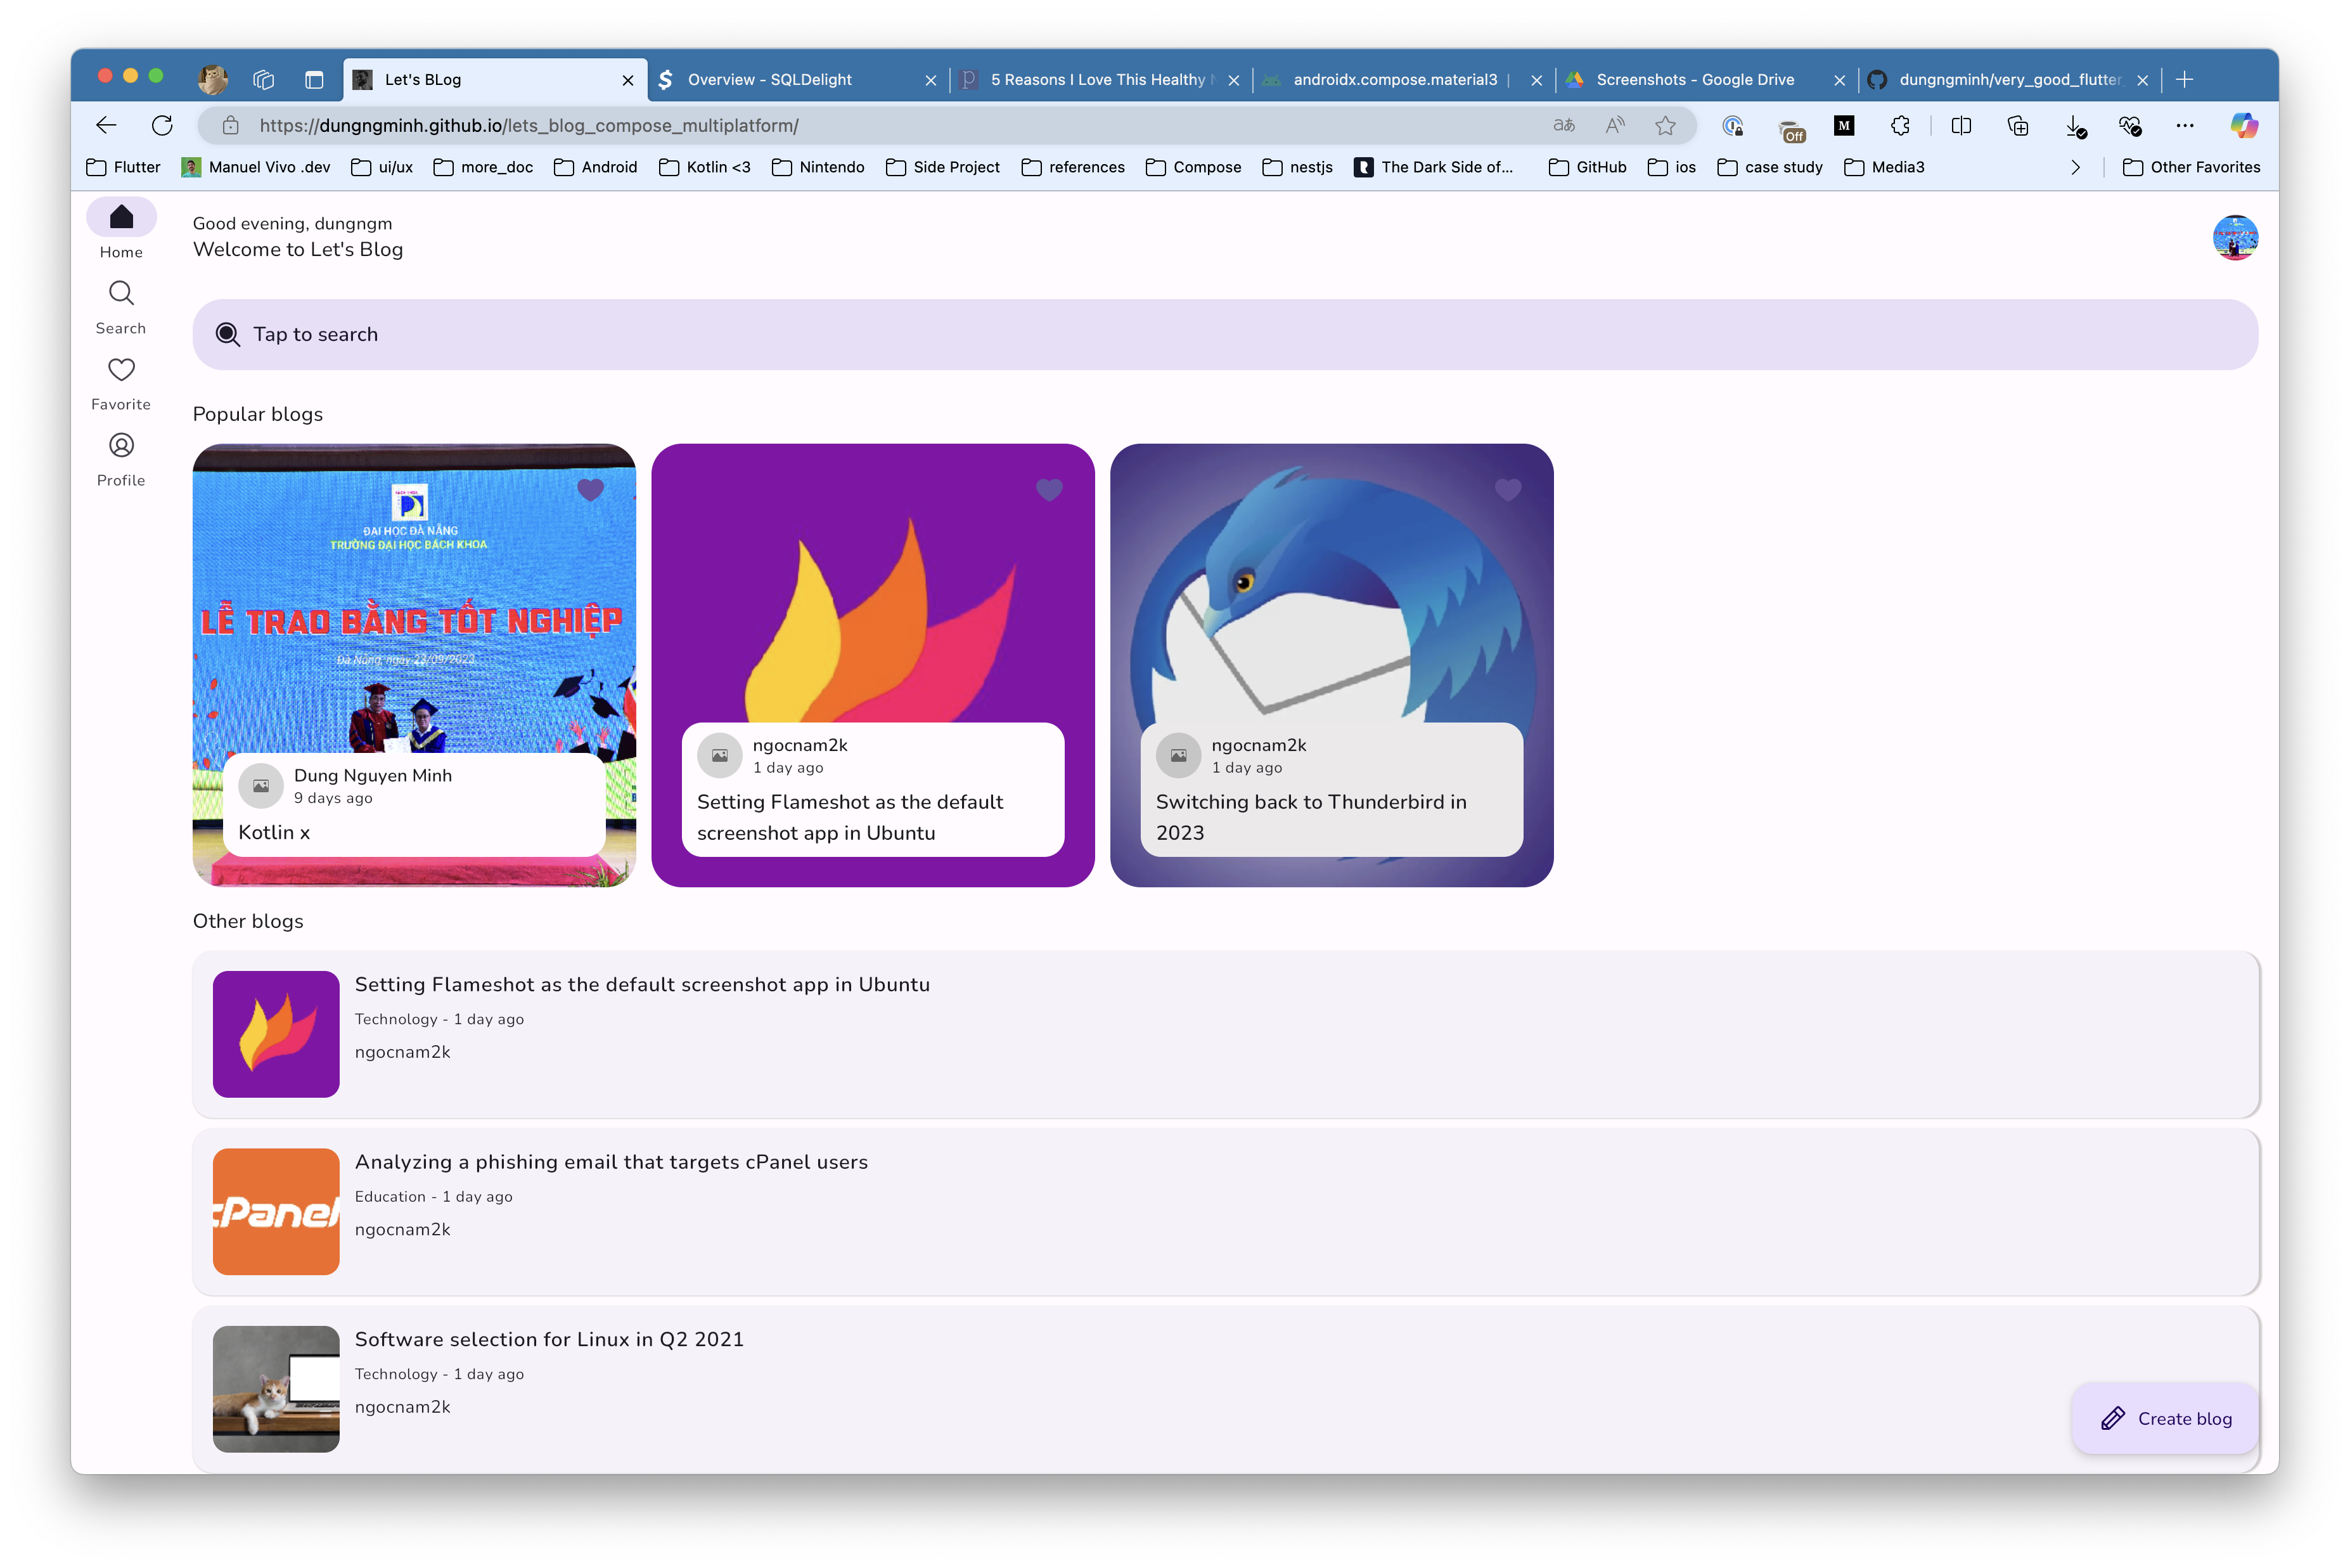 Let's BLog
Overview - SQLDelight
5 Reasons I Love This Healthy
androidx.compose.material3
Screenshots - Google Drive
dungngminh/very_good_flutter
https://dungngminh.github.io/lets_blog_compose_multiplatform/
aあ
Off
M
Flutter
Manuel Vivo .dev
ui/ux
more_doc
Android
Kotlin <3
Nintendo
Side Project
references
Compose
nestjs
The Dark Side of...
GitHub
ios
case study
Media3
Other Favorites
Home
Search
Favorite
Profile
Good evening, dungngm
Welcome to Let's Blog
Tap to search
Popular blogs
ĐẠI HỌC ĐÀ NẴNG
TRƯỜNG ĐẠI HỌC BÁCH KHOA
LỄ TRAO BẰNG TỐT NGHIỆP
Đà Nẵng, ngày 23/09/2023
Dung Nguyen Minh
9 days ago
Kotlin x
ngocnam2k
1 day ago
Setting Flameshot as the default
screenshot app in Ubuntu
ngocnam2k
1 day ago
Switching back to Thunderbird in
2023
Other blogs
Setting Flameshot as the default screenshot app in Ubuntu
Technology - 1 day ago
ngocnam2k
cPanel
Analyzing a phishing email that targets cPanel users
Education - 1 day ago
ngocnam2k
Software selection for Linux in Q2 2021
Technology - 1 day ago
ngocnam2k
Create blog